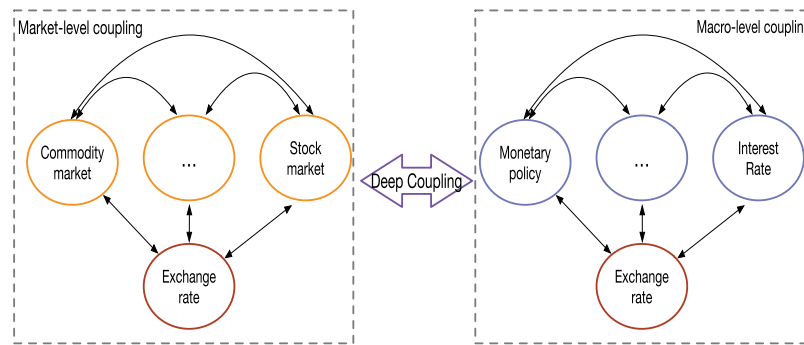 Market-level coupling
Commodity
market
...
Stock
market
Exchange
rate
Deep Coupling
Macro-level couplin
Monetary
policy
...
Interest
Rate
Exchange
rate